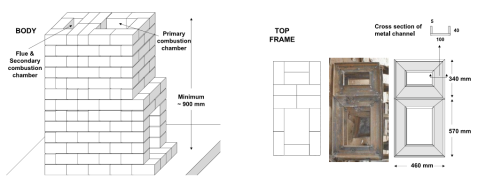 BODY
Primary
combustion
chamber
Flue &
Secondary
combustion
chamber
Minimum
~ 900 mm
TOP
FRAME
Cross section of
metal channel
5
40
100
340 mm
570 mm
460 mm